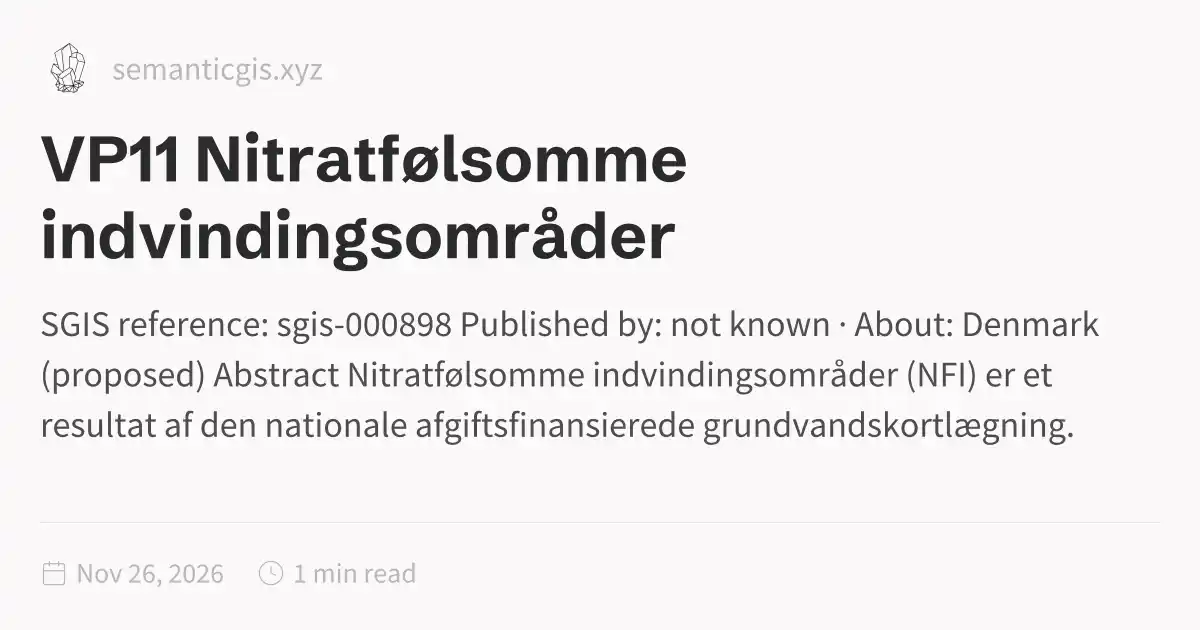 semanticgis.xyz
VP11 Nitratfølsomme
indvindingsområder
SGIS reference: sgis-000898 Published by: not known · About: Denmark
(proposed) Abstract Nitratfølsomme indvindingsområder (NFI) er et
resultat af den nationale afgiftsfinansierede grundvandskortlægning.
Nov 26, 2026 1 min read